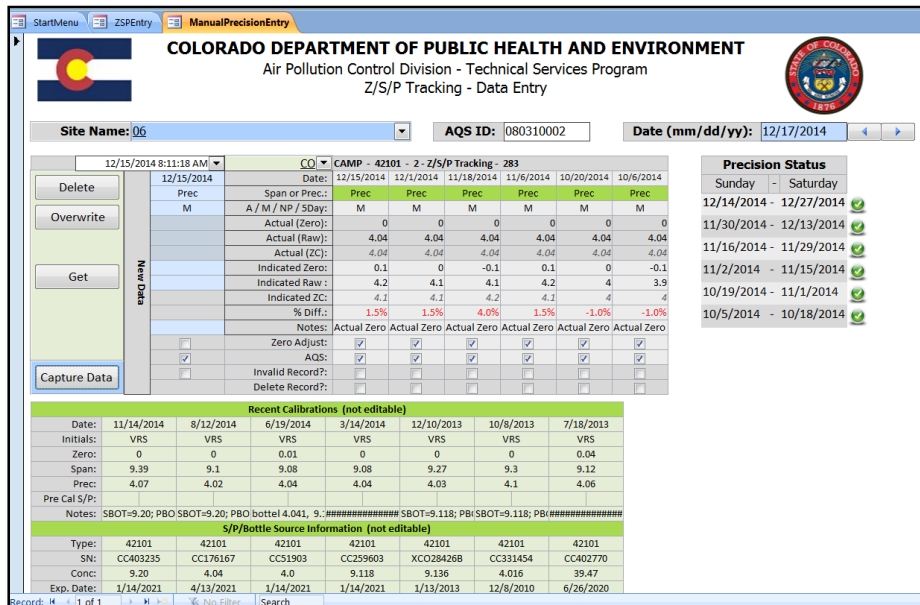 StartMenu ZSPEntry ManualPrecisionEntry
COLORADO DEPARTMENT OF PUBLIC HEALTH AND ENVIRONMENT
Air Pollution Control Division - Technical Services Program
Z/S/P Tracking - Data Entry
STATE OF COLORADO
1876
Site Name: 06 AQS ID: 080310002 Date (mm/dd/yy): 12/17/2014
12/15/2014 8:11:18 AM CO CAMP - 42101 - 2 - Z/S/P Tracking - 283
Delete
Overwrite
Get
Capture Data
New Data
12/15/2014 Date: 12/15/2014 12/1/2014 11/18/2014 11/6/2014 10/20/2014 10/6/2014
Prec Span or Prec.: Prec Prec Prec Prec Prec Prec
M A / M / NP / 5Day: M M M M M M
Actual (Zero): 0 0 0 0 0 0
Actual (Raw): 4.04 4.04 4.04 4.04 4.04 4.04
Actual (ZC): 4.04 4.04 4.04 4.04 4.04 4.04
Indicated Zero: 0.1 0 -0.1 0.1 0 -0.1
Indicated Raw : 4.2 4.1 4.1 4.2 4 3.9
Indicated ZC: 4.1 4.1 4.2 4.1 4 4
% Diff.: 1.5% 1.5% 4.0% 1.5% -1.0% -1.0%
Notes: Actual Zero Actual Zero Actual Zero Actual Zero Actual Zero Actual Zero
Zero Adjust:
AQS:
Invalid Record?:
Delete Record?:
Precision Status
Sunday - Saturday
12/14/2014 - 12/27/2014
11/30/2014 - 12/13/2014
11/16/2014 - 11/29/2014
11/2/2014 - 11/15/2014
10/19/2014 - 11/1/2014
10/5/2014 - 10/18/2014
Recent Calibrations (not editable)
Date: 11/14/2014 8/12/2014 6/19/2014 3/14/2014 12/10/2013 10/8/2013 7/18/2013
Initials: VRS VRS VRS VRS VRS VRS VRS
Zero: 0 0 0.01 0 0 0 0.04
Span: 9.39 9.1 9.08 9.08 9.27 9.3 9.12
Prec: 4.07 4.02 4.04 4.04 4.03 4.1 4.06
Pre Cal S/P:
Notes: SBOT=9.20; PBO SBOT=9.20; PBO bottel 4.041, 9.1 ############## SBOT=9.118; PB SBOT=9.118; PB ##############
S/P/Bottle Source Information (not editable)
Type: 42101 42101 42101 42101 42101 42101 42101
SN: CC403235 CC176167 CC51903 CC259603 XCO28426B CC331454 CC402770
Conc: 9.20 4.04 4.0 9.118 9.136 4.016 39.47
Exp. Date: 1/14/2021 4/13/2021 1/14/2021 1/14/2021 1/13/2013 12/8/2010 6/26/2020
Record: 1 of 1 No Filter Search